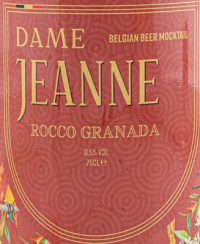 DAME
BELGIAN BEER MOCKTAIL
JEANNE
ROCCO GRANADA
0.5% VOL
75CL ℮